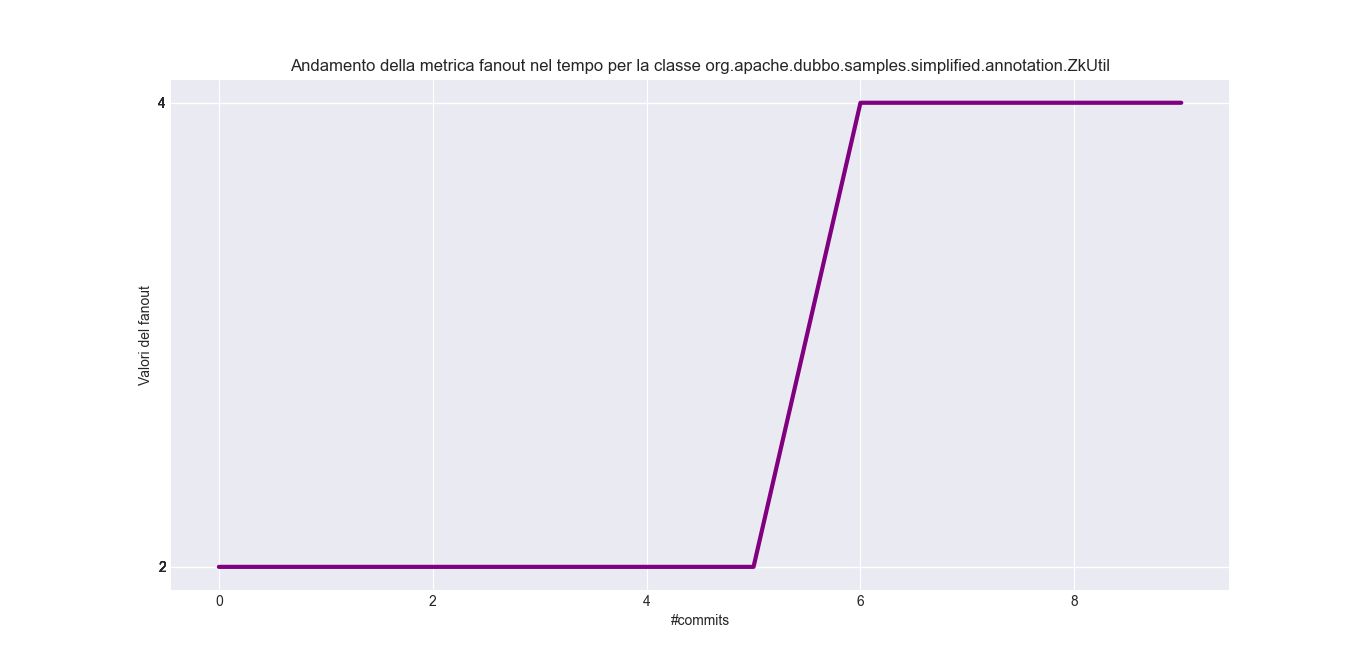 Andamento della metrica fanout nel tempo per la classe org.apache.dubbo.samples.simplified.annotation.ZkUtil
4
Valori del fanout
2
0 2 4 6 8
#commits